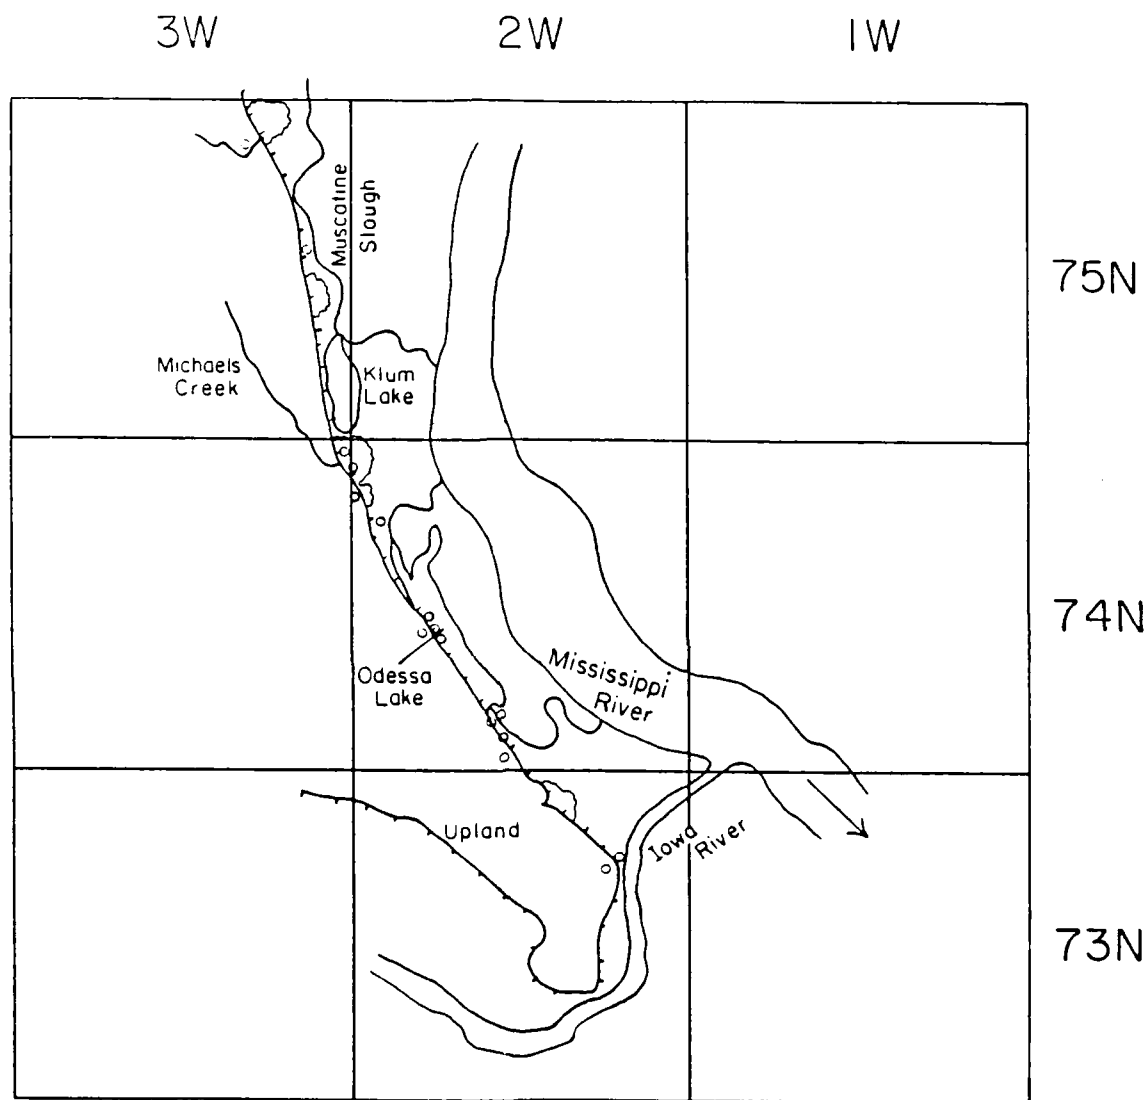 3W 2W 1W
Muscatine
Slough
75N
Michaels
Creek
Klum
Lake
74N
Odessa
Lake
Mississippi
River
Upland
Iowa
River
73N